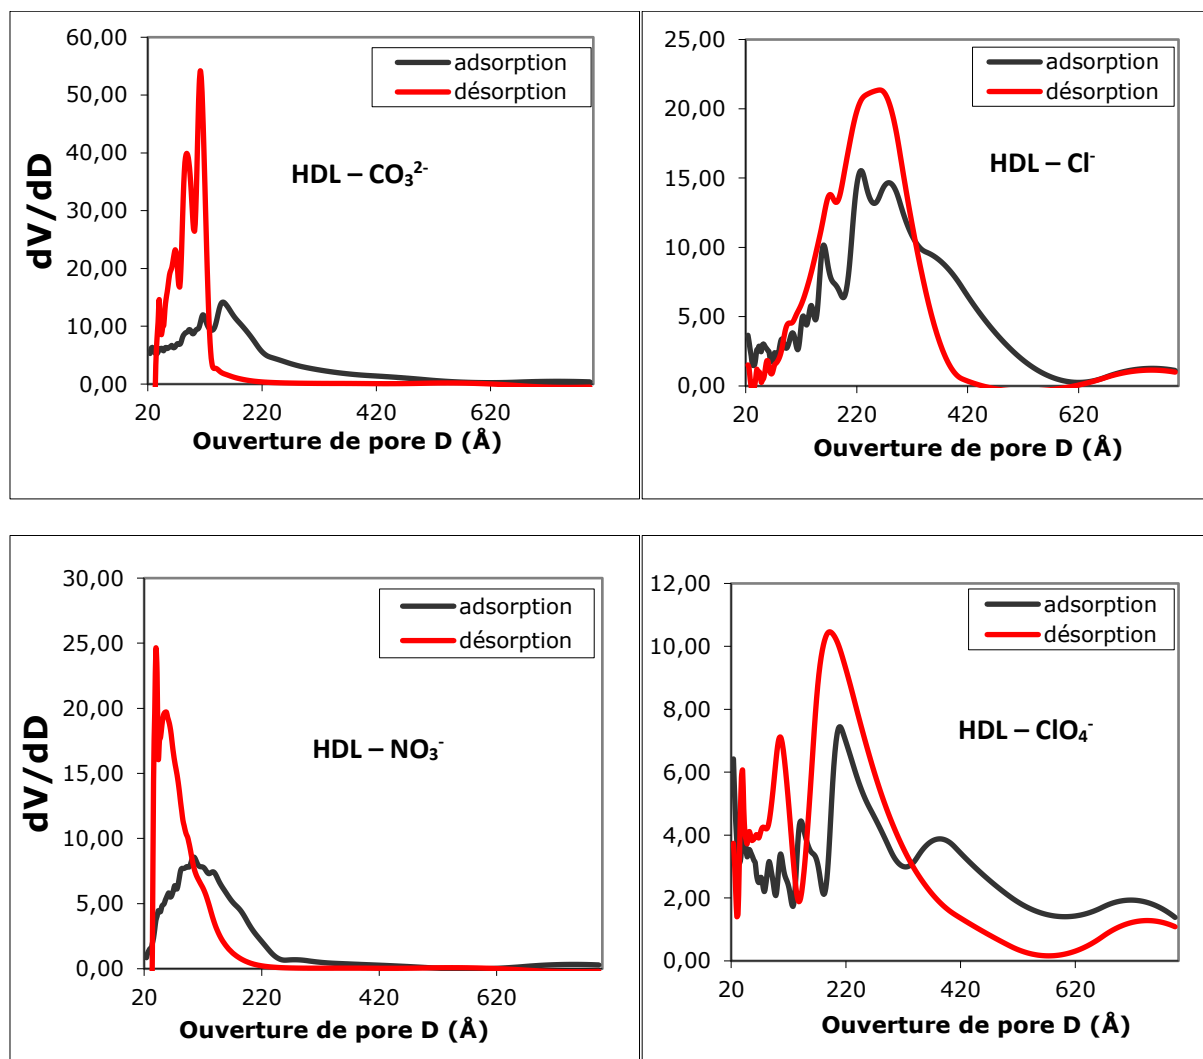 60,00
50,00
40,00
30,00
20,00
10,00
0,00
dV/dD
adsorption
désorption
HDL – CO₃²⁻
20 220 420 620
Ouverture de pore D (Å)
25,00
20,00
15,00
10,00
5,00
0,00
adsorption
désorption
HDL – Cl⁻
20 220 420 620
Ouverture de pore D (Å)
30,00
25,00
20,00
15,00
10,00
5,00
0,00
dV/dD
adsorption
désorption
HDL – NO₃⁻
20 220 420 620
Ouverture de pore D (Å)
12,00
10,00
8,00
6,00
4,00
2,00
0,00
adsorption
désorption
HDL – ClO₄⁻
20 220 420 620
Ouverture de pore D (Å)